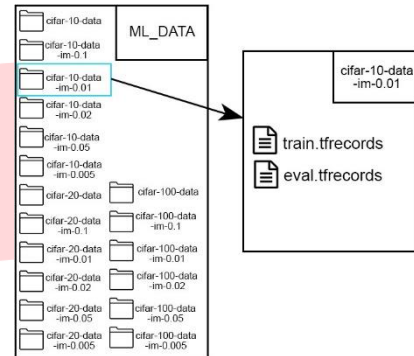 ML_DATA
cifar-10-data
cifar-10-data
-im-0.1
cifar-10-data
-im-0.01
cifar-10-data
-im-0.02
cifar-10-data
-im-0.05
cifar-10-data
-im-0.005
cifar-20-data
cifar-20-data
-im-0.1
cifar-20-data
-im-0.01
cifar-20-data
-im-0.02
cifar-20-data
-im-0.05
cifar-20-data
-im-0.005
cifar-100-data
cifar-100-data
-im-0.1
cifar-100-data
-im-0.01
cifar-100-data
-im-0.02
cifar-100-data
-im-0.05
cifar-100-data
-im-0.005
cifar-10-data
-im-0.01
train.tfrecords
eval.tfrecords